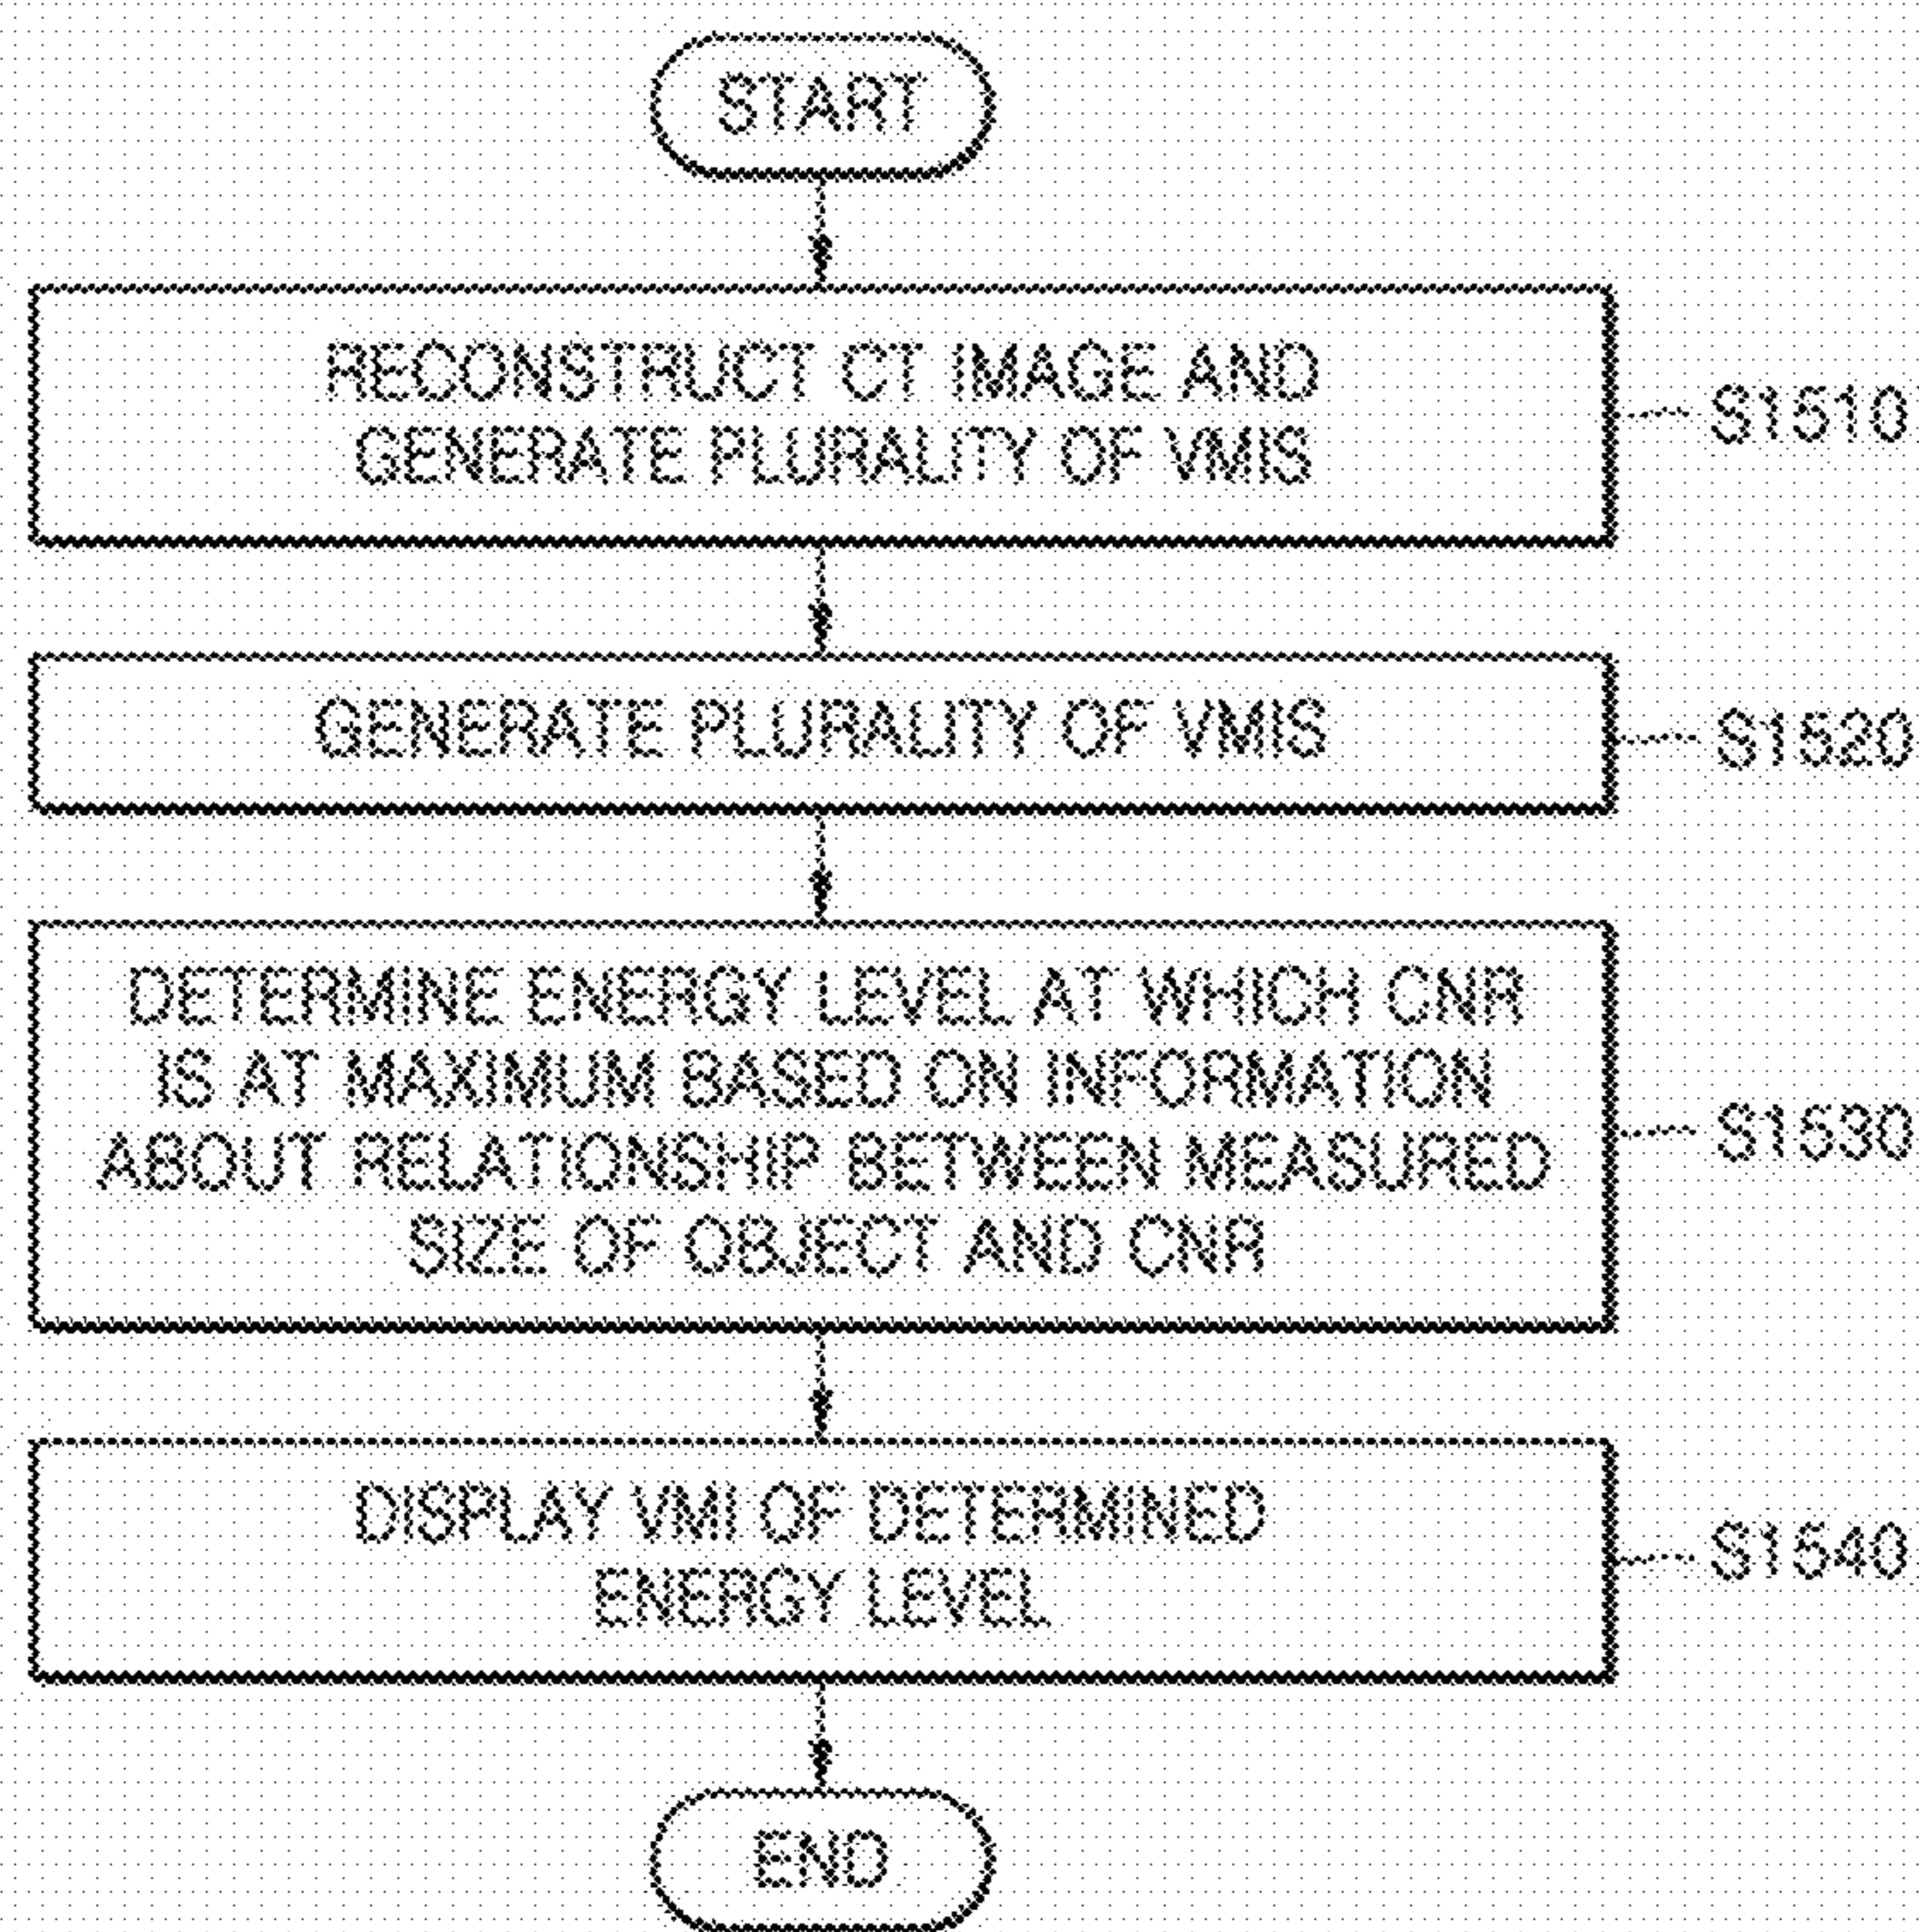 START
RECONSTRUCT CT IMAGE AND
GENERATE PLURALITY OF VMIS
S1510
GENERATE PLURALITY OF VMIS
S1520
DETERMINE ENERGY LEVEL AT WHICH CNR
IS AT MAXIMUM BASED ON INFORMATION
ABOUT RELATIONSHIP BETWEEN MEASURED
SIZE OF OBJECT AND CNR
S1530
DISPLAY VMI OF DETERMINED
ENERGY LEVEL
S1540
END